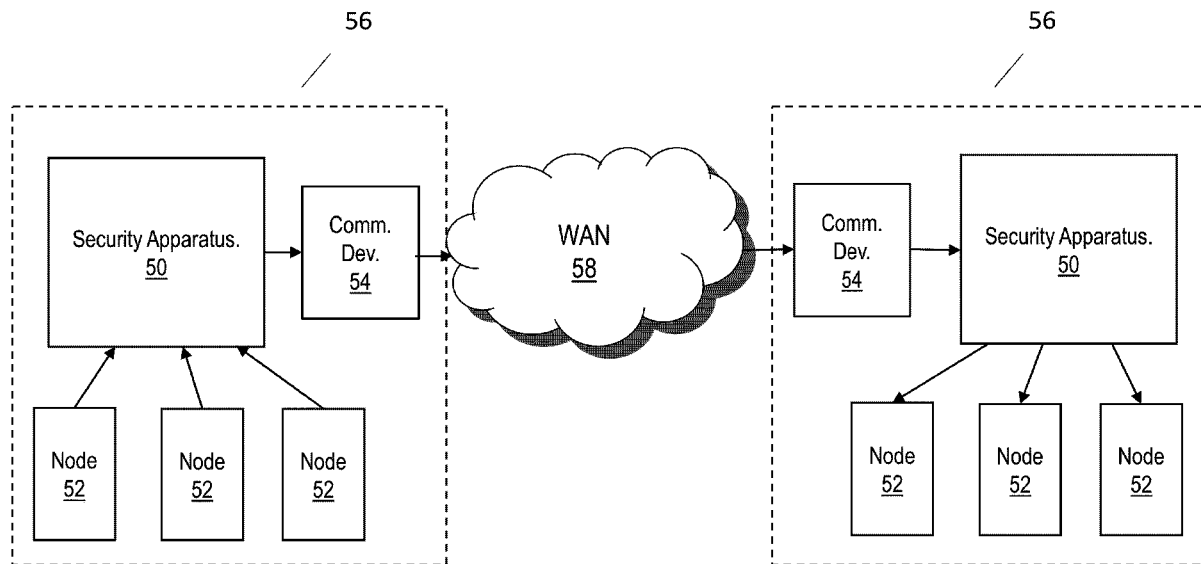 56
56
Security Apparatus.
50
Comm.
Dev.
54
WAN
58
Comm.
Dev.
54
Security Apparatus.
50
Node
52
Node
52
Node
52
Node
52
Node
52
Node
52